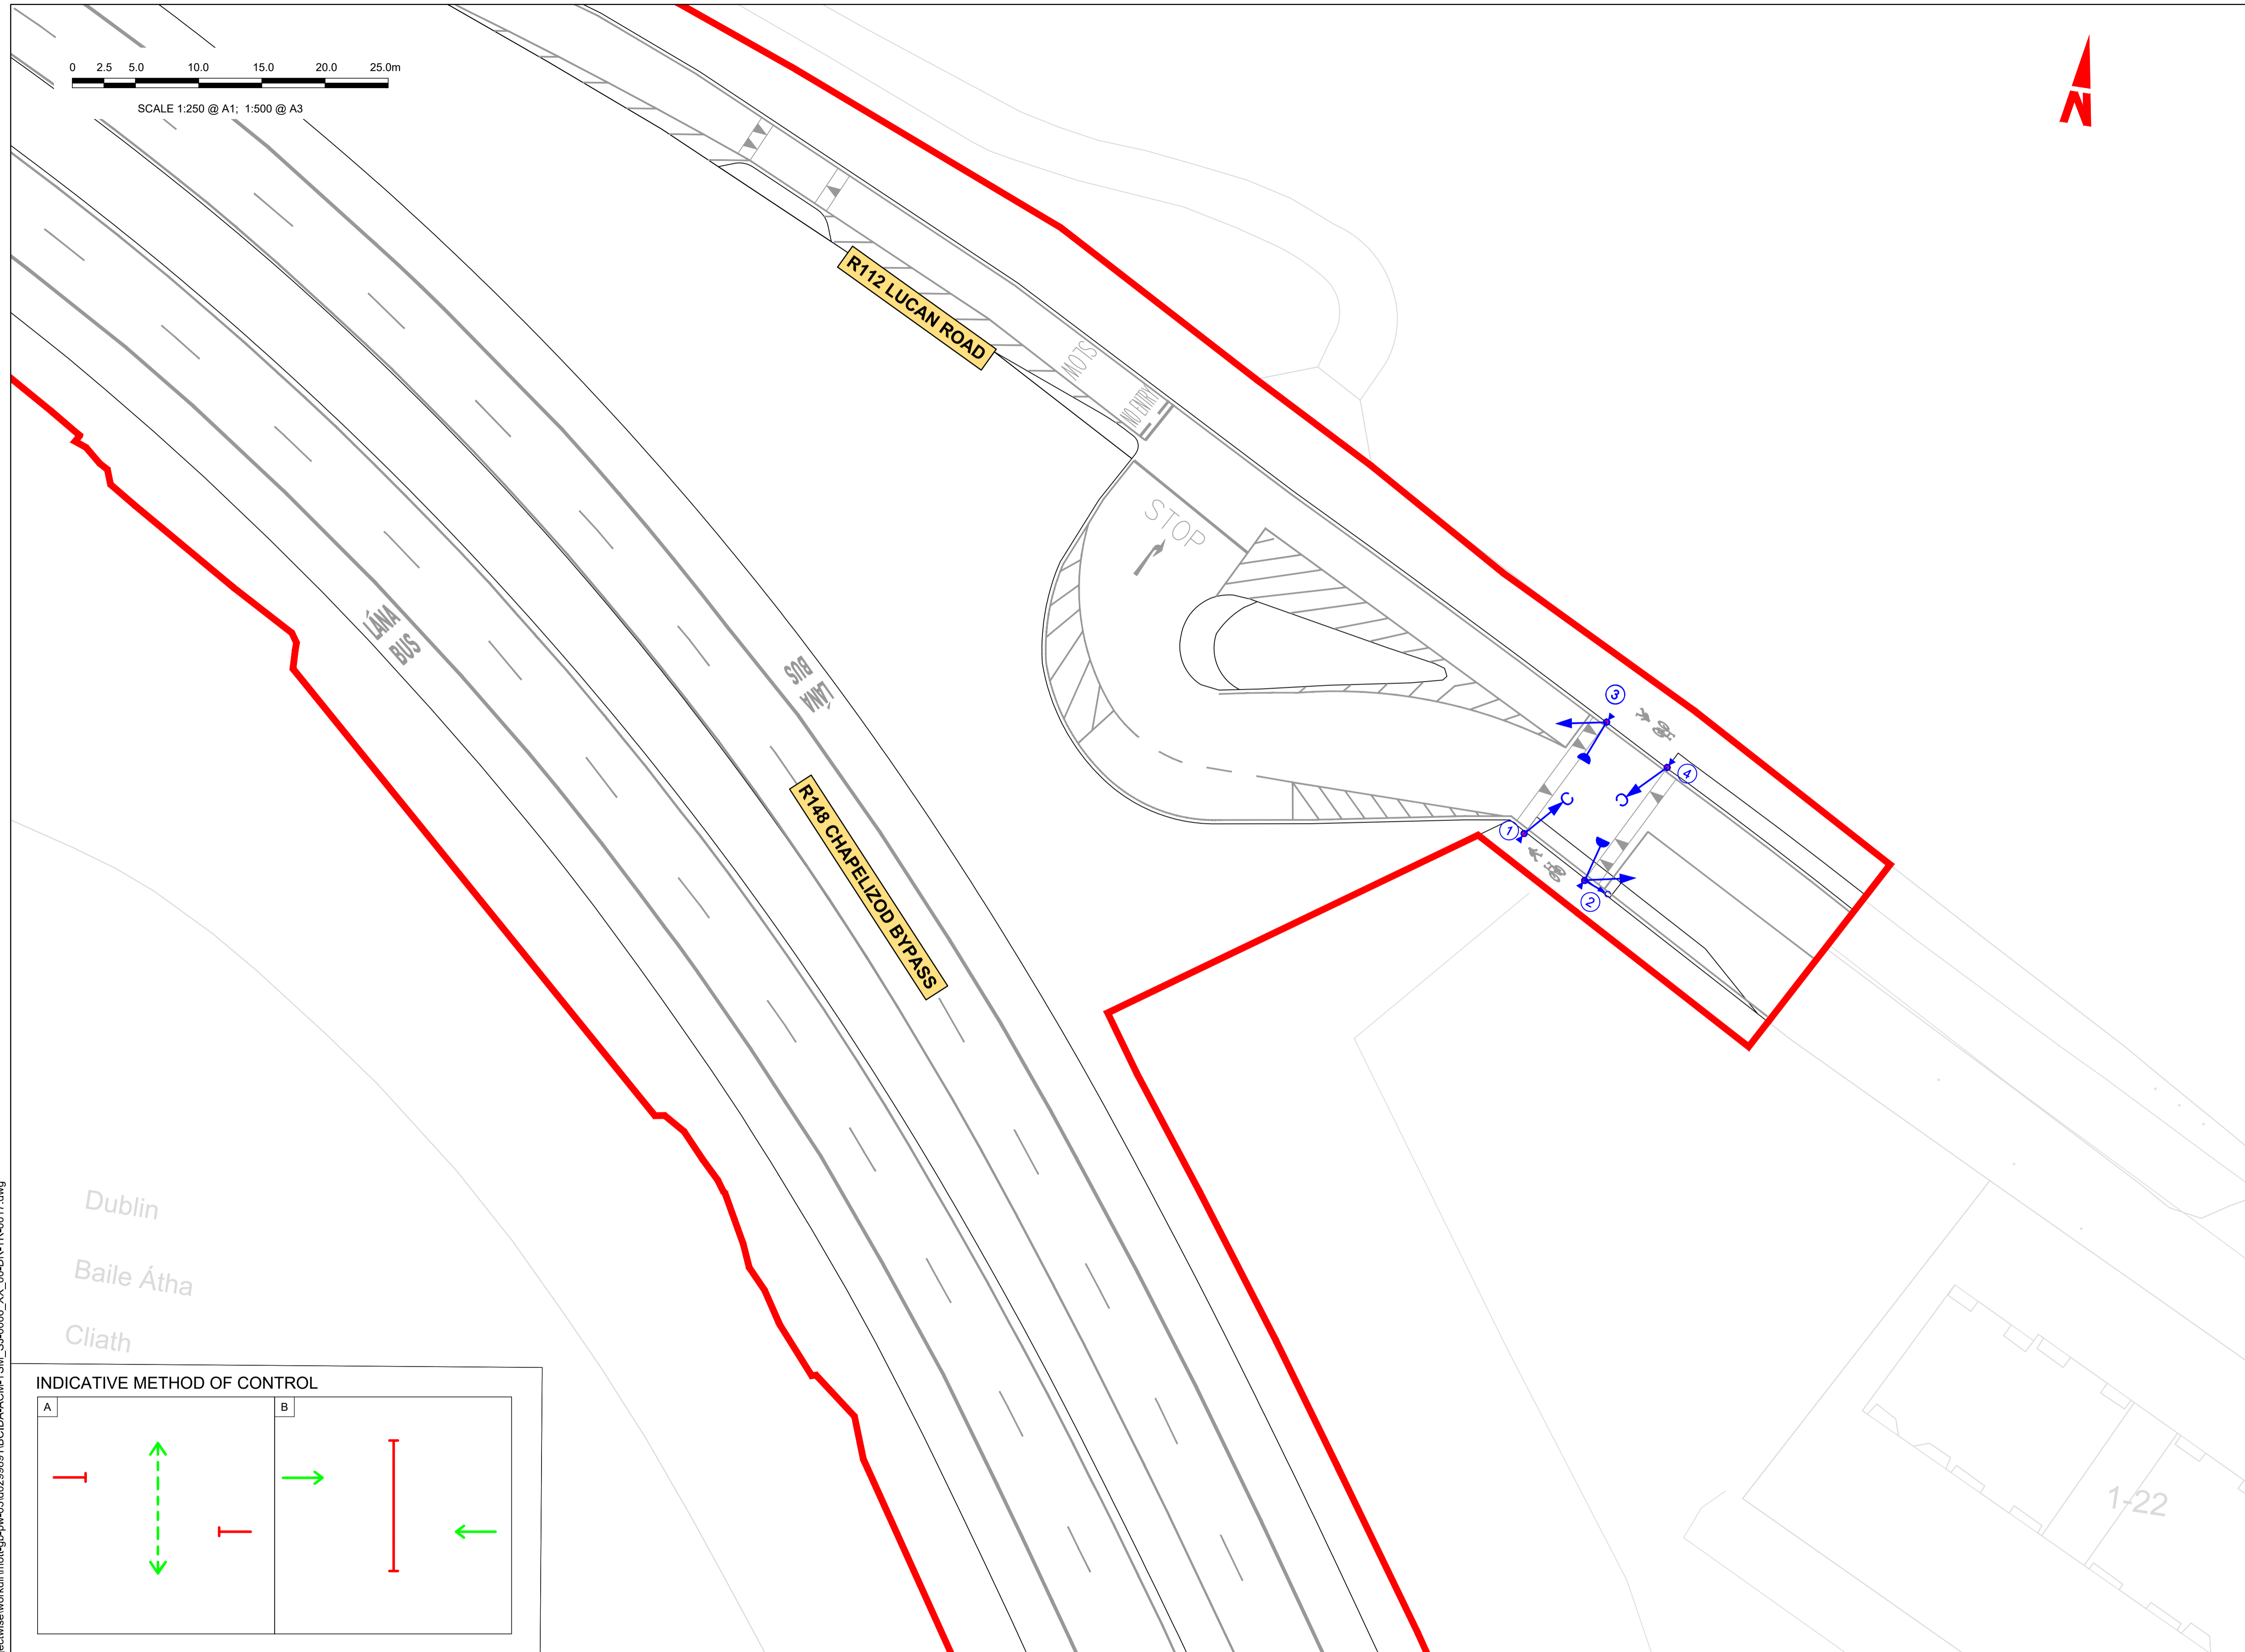 0 2.5 5.0 10.0 15.0 20.0 25.0m
SCALE 1:250 @ A1; 1:500 @ A3
N
R112 LUCAN ROAD
SLOW
NO ENTRY
STOP
LÁNA
BUS
LÁNA
BUS
R148 CHAPELIZOD BYPASS
3
4
1
2
Dublin
Baile Átha
Cliath
1-22
INDICATIVE METHOD OF CONTROL
A
B